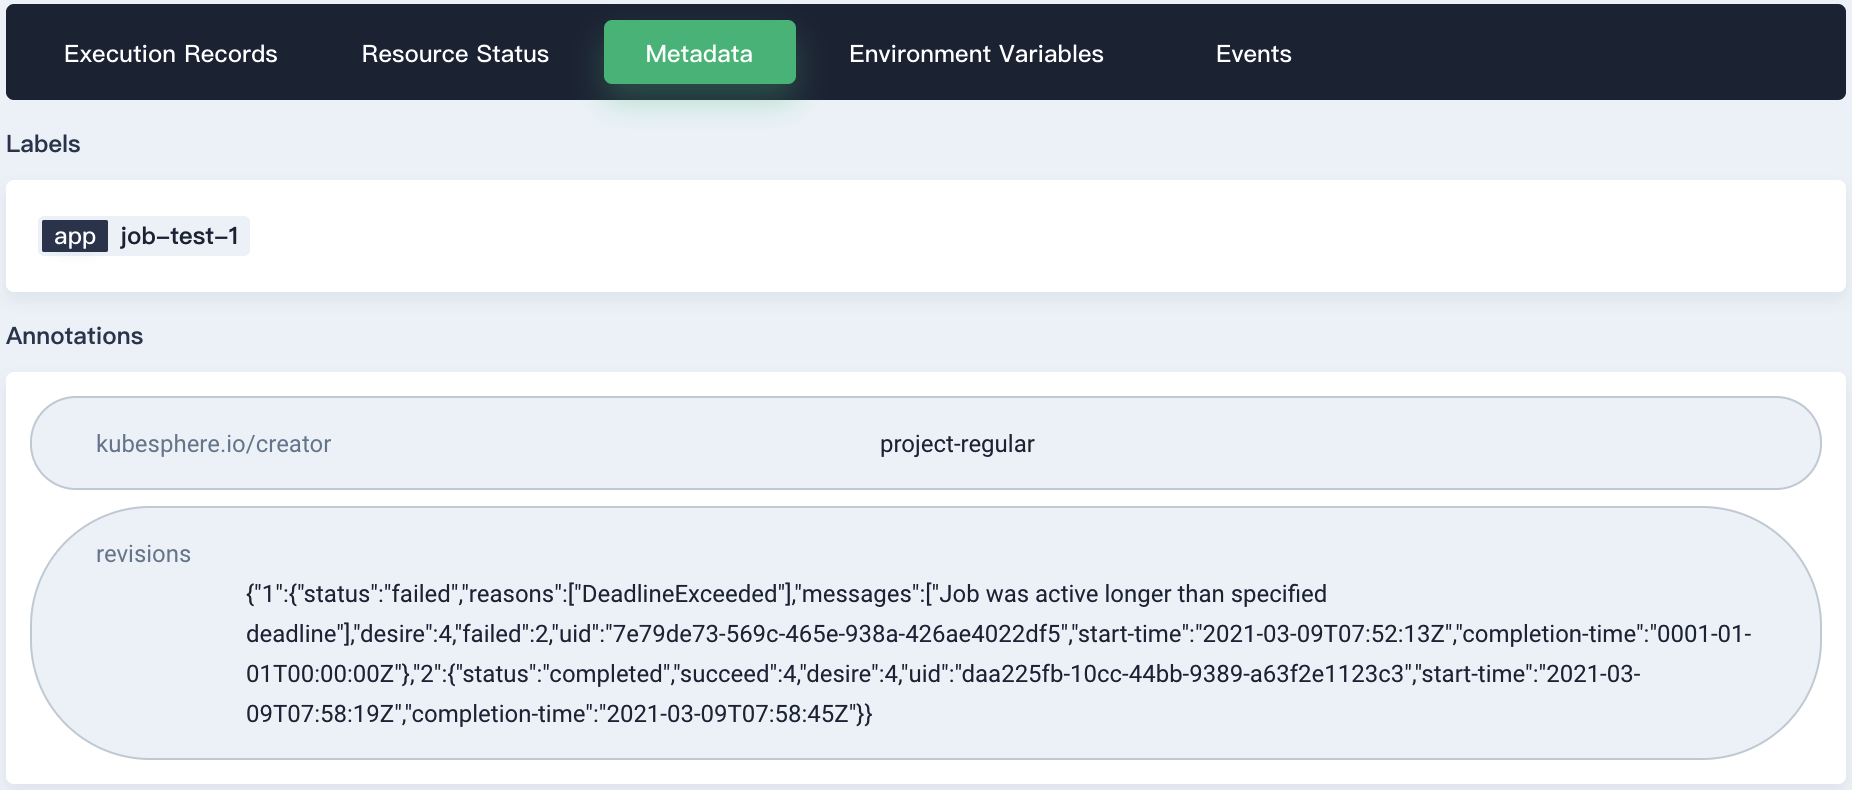 Execution Records Resource Status Metadata Environment Variables Events
Labels
app job-test-1
Annotations
kubesphere.io/creator project-regular
revisions
{"1":{"status":"failed","reasons":["DeadlineExceeded"],"messages":["Job was active longer than specified
deadline"],"desire":4,"failed":2,"uid":"7e79de73-569c-465e-938a-426ae4022df5","start-time":"2021-03-09T07:52:13Z","completion-time":"0001-01-
01T00:00:00Z"},"2":{"status":"completed","succeed":4,"desire":4,"uid":"daa225fb-10cc-44bb-9389-a63f2e1123c3","start-time":"2021-03-
09T07:58:19Z","completion-time":"2021-03-09T07:58:45Z"}}